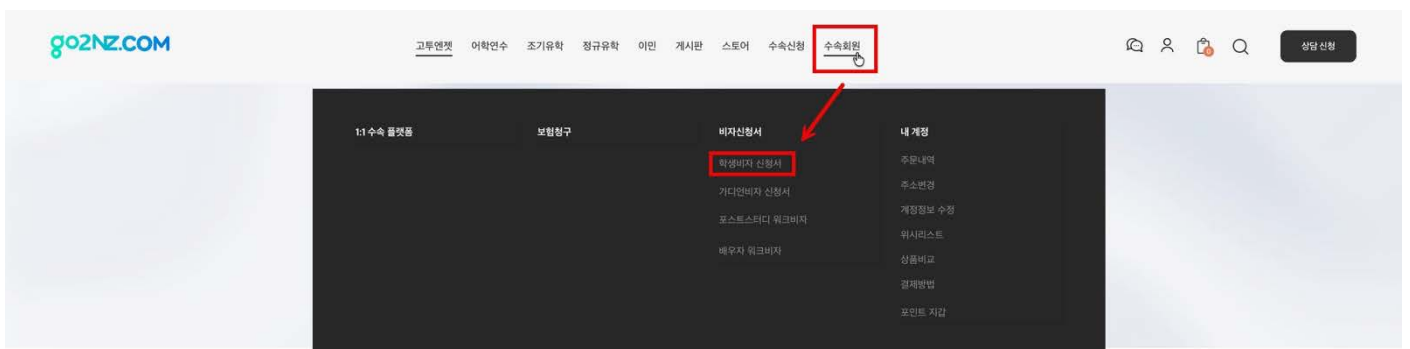 go2NZ.COM
고투엔젯 어학연수 조기유학 정규유학 이민 게시판 스토어 수속신청 수속회원
0
상담 신청
1:1 수속 플랫폼
보험청구
비자신청서
학생비자 신청서
가디언비자 신청서
포스트스터디 워크비자
배우자 워크비자
내 계정
주문내역
주소변경
계정정보 수정
위시리스트
상품비교
결제방법
포인트 지갑